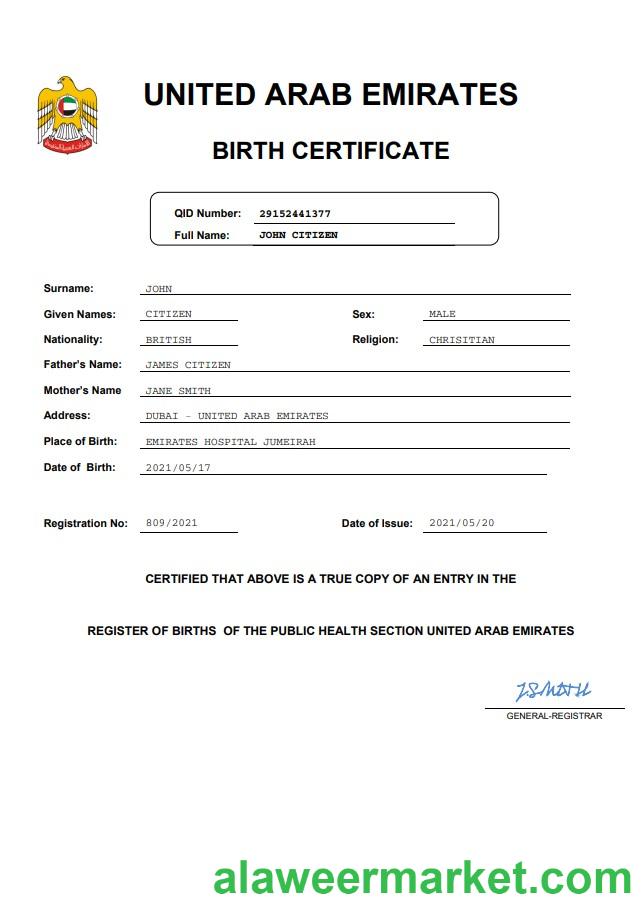 UNITED ARAB EMIRATES
BIRTH CERTIFICATE
QID Number: 29152441377
Full Name: JOHN CITIZEN
Surname: JOHN
Given Names: CITIZEN Sex: MALE
Nationality: BRITISH Religion: CHRISITIAN
Father's Name: JAMES CITIZEN
Mother's Name JANE SMITH
Address: DUBAI - UNITED ARAB EMIRATES
Place of Birth: EMIRATES HOSPITAL JUMEIRAH
Date of Birth: 2021/05/17
Registration No: 809/2021 Date of Issue: 2021/05/20
CERTIFIED THAT ABOVE IS A TRUE COPY OF AN ENTRY IN THE
REGISTER OF BIRTHS OF THE PUBLIC HEALTH SECTION UNITED ARAB EMIRATES
J.SMITH
GENERAL-REGISTRAR
alaweermarket.com